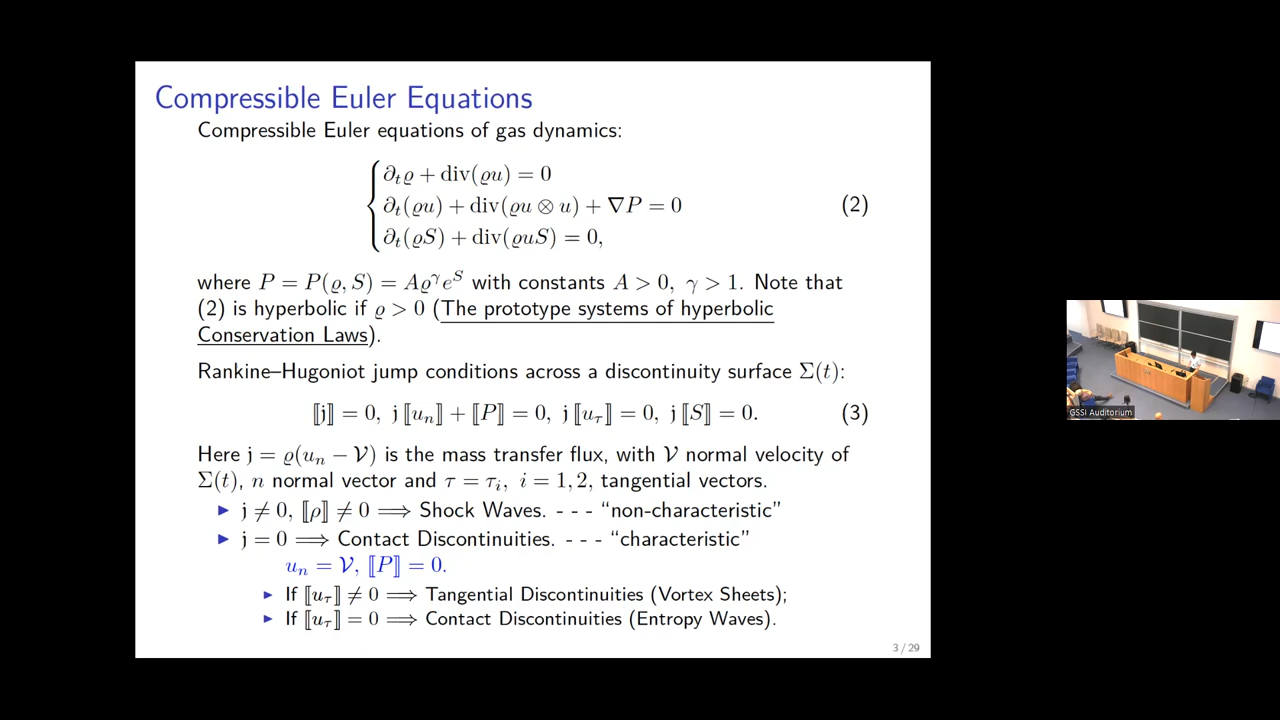 Compressible Euler Equations
Compressible Euler equations of gas dynamics:
∂ₜϱ + div(ϱu) = 0
∂ₜ(ϱu) + div(ϱu ⊗ u) + ∇P = 0 (2)
∂ₜ(ϱS) + div(ϱuS) = 0,
where P = P(ϱ, S) = Aϱ^γ e^S with constants A > 0, γ > 1. Note that
(2) is hyperbolic if ϱ > 0 (The prototype systems of hyperbolic
Conservation Laws).
Rankine–Hugoniot jump conditions across a discontinuity surface Σ(t):
⟦j⟧ = 0, j ⟦u_n⟧ + ⟦P⟧ = 0, j ⟦u_τ⟧ = 0, j ⟦S⟧ = 0. (3)
Here j = ϱ(u_n − 𝒱) is the mass transfer flux, with 𝒱 normal velocity of
Σ(t), n normal vector and τ = τ_i, i = 1, 2, tangential vectors.
▶ j ≠ 0, ⟦ρ⟧ ≠ 0 ⟹ Shock Waves. - - - “non-characteristic”
▶ j = 0 ⟹ Contact Discontinuities. - - - “characteristic”
u_n = 𝒱, ⟦P⟧ = 0.
▶ If ⟦u_τ⟧ ≠ 0 ⟹ Tangential Discontinuities (Vortex Sheets);
▶ If ⟦u_τ⟧ = 0 ⟹ Contact Discontinuities (Entropy Waves).
3 / 29
GSSI Auditorium